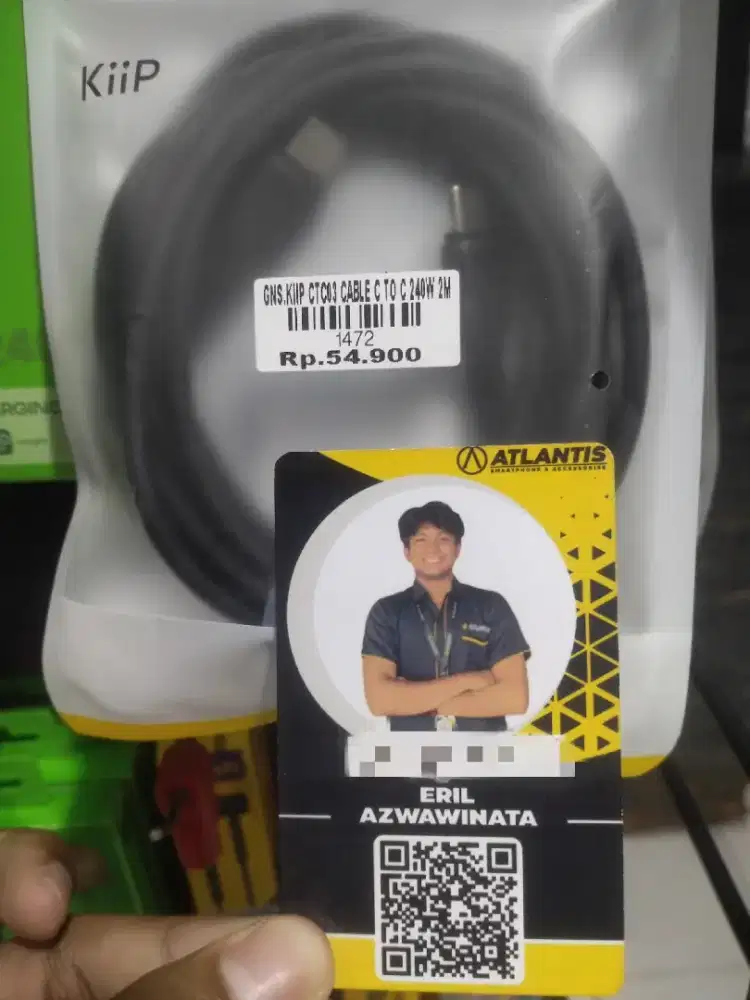 KiiP
GNS.KIIP CTC03 CABLE C TO C 240W 2M
1472
Rp.54.900
ATLANTIS
SMARTPHONE & ACCESSORIES
ERIL
AZWAWINATA